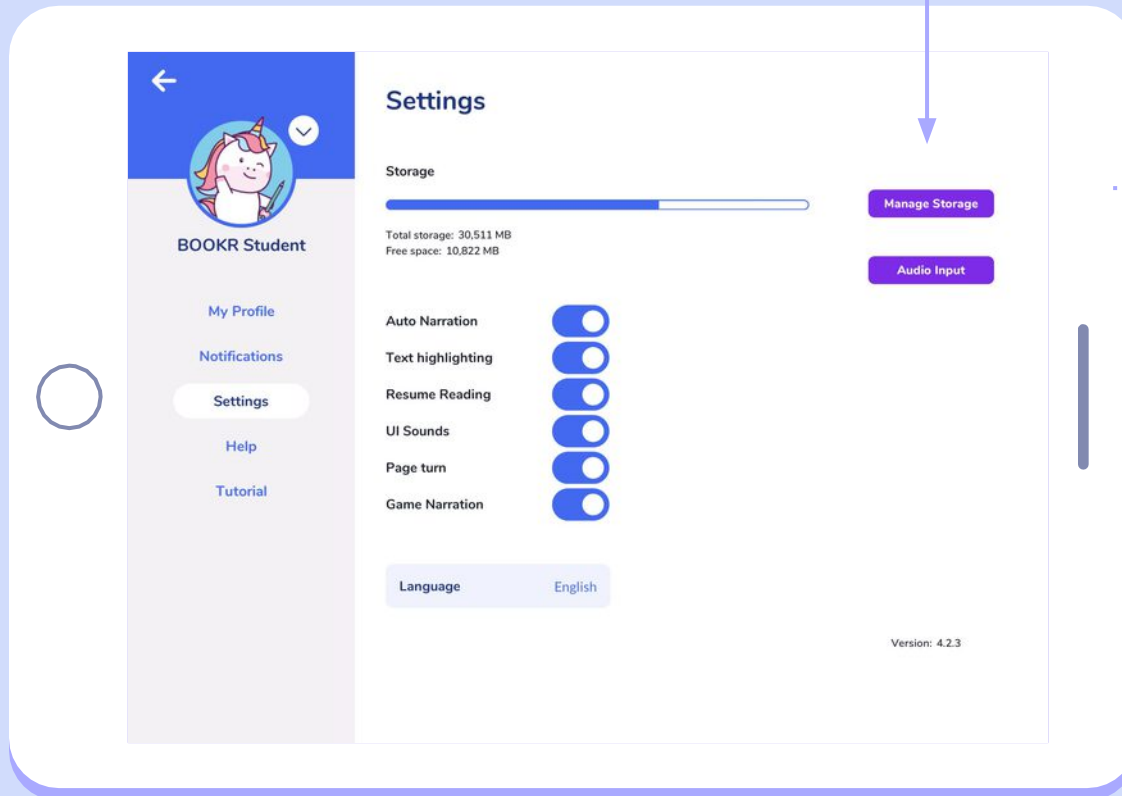 BOOKR Student
My Profile
Notifications
Settings
Help
Tutorial
Settings
Storage
Manage Storage
Total storage: 30,511 MB
Free space: 10,822 MB
Audio Input
Auto Narration
Text highlighting
Resume Reading
UI Sounds
Page turn
Game Narration
Language English
Version: 4.2.3